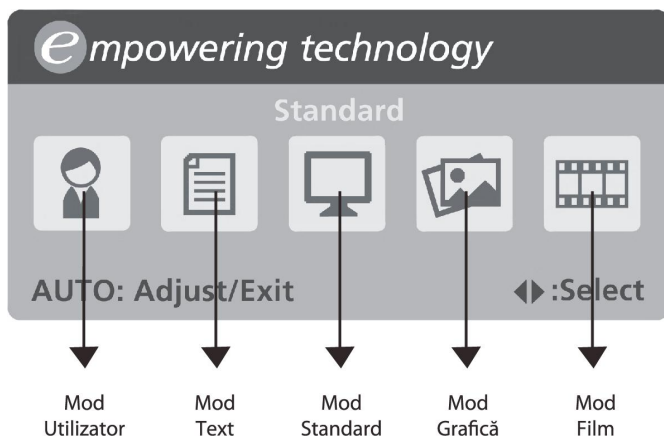 empowering technology
Standard
AUTO: Adjust/Exit
:Select
Mod
Utilizator
Mod
Text
Mod
Standard
Mod
Grafică
Mod
Film